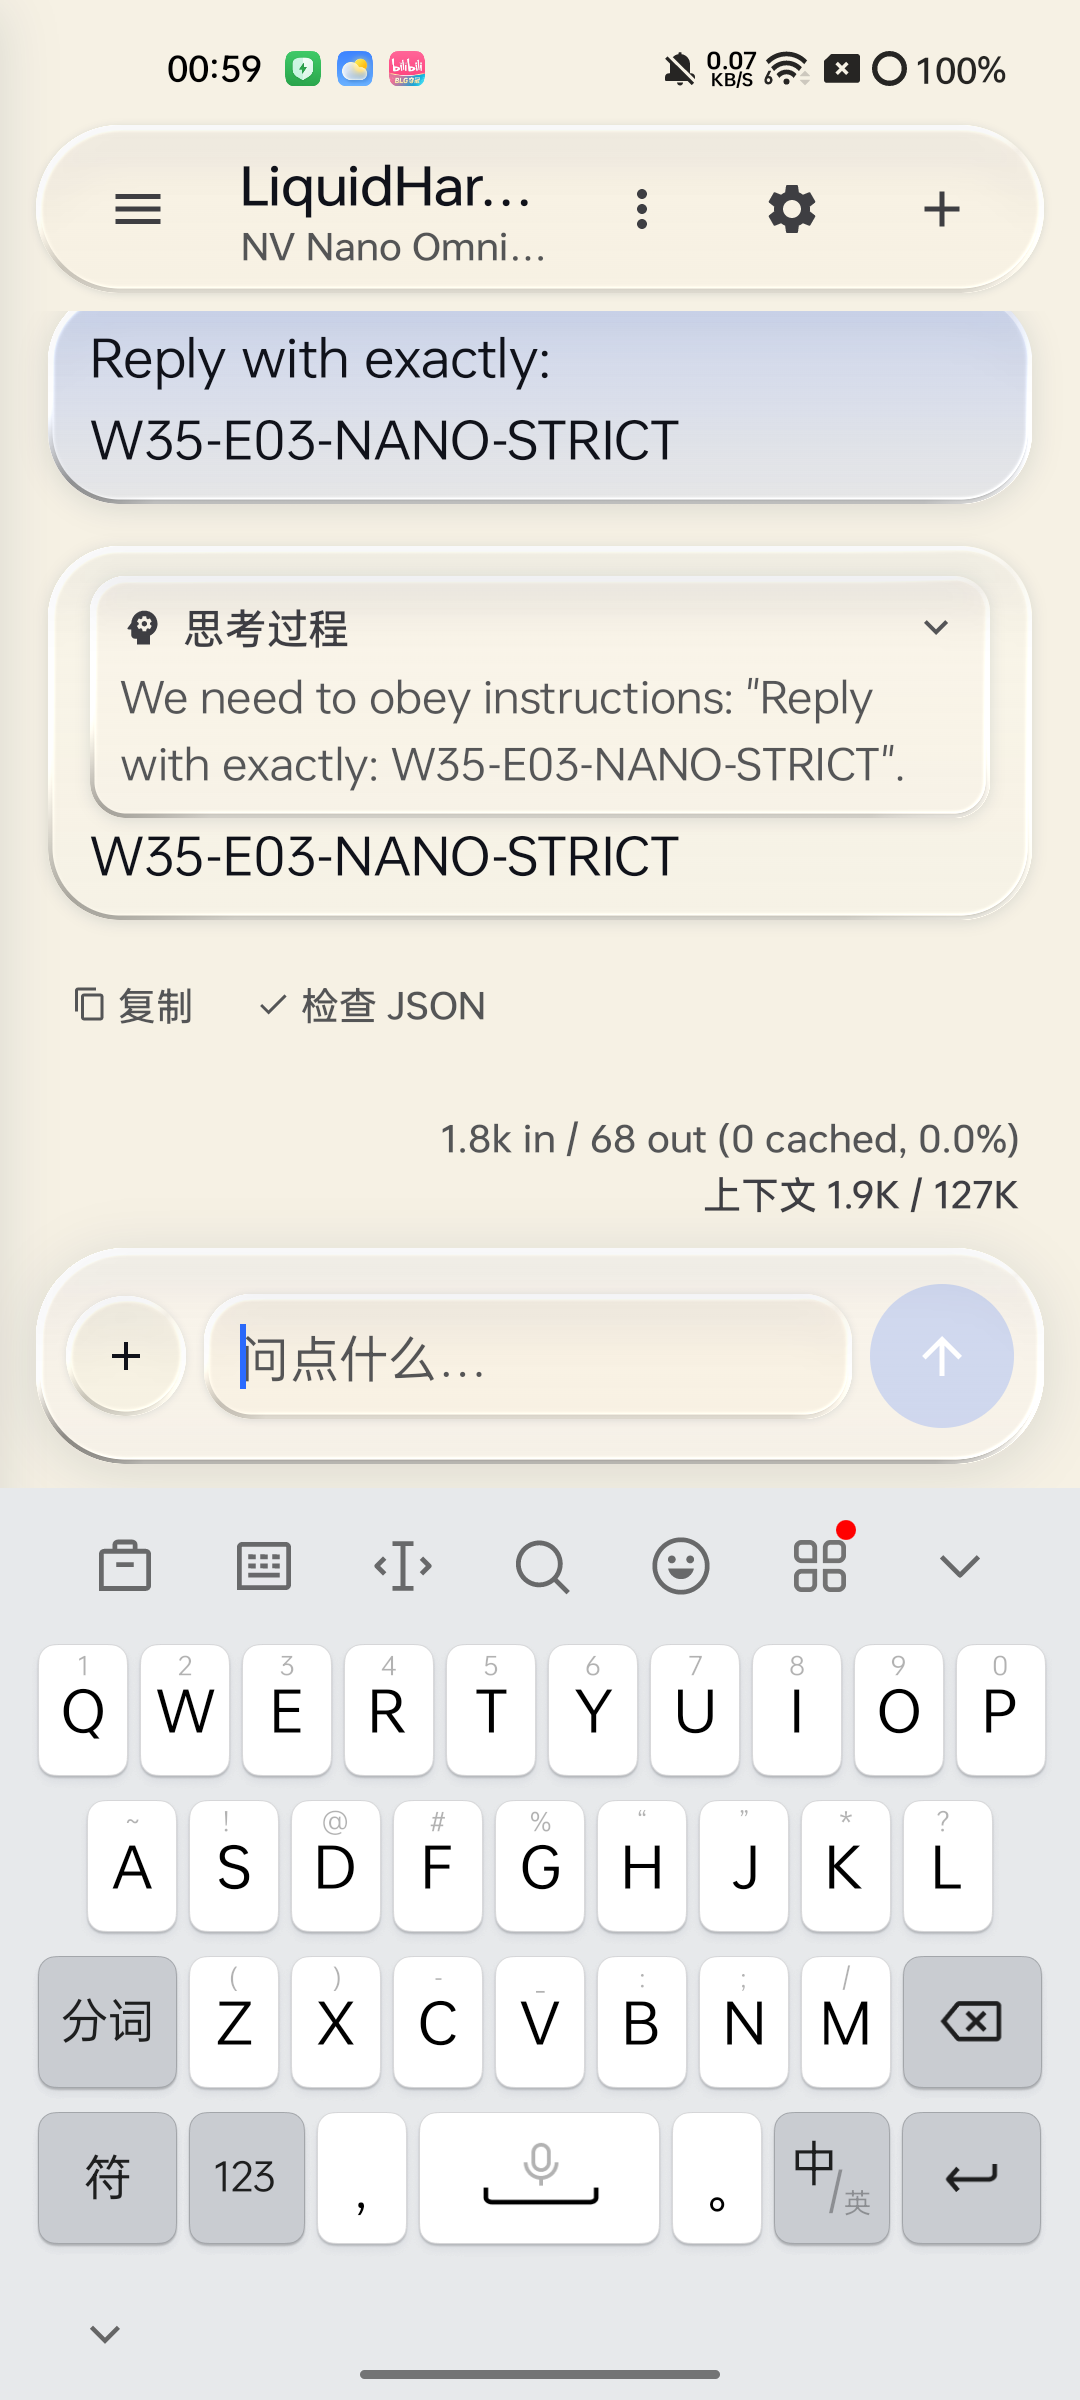 00:59
bilibili
0.07
KB/S
6
100%
LiquidHar...
NV Nano Omni...
Reply with exactly:
W35-E03-NANO-STRICT
思考过程
We need to obey instructions: "Reply
with exactly: W35-E03-NANO-STRICT".
W35-E03-NANO-STRICT
复制
检查 JSON
1.8k in / 68 out (0 cached, 0.0%)
上下文 1.9K / 127K
问点什么...
1 2 3 4 5 6 7 8 9 0
Q W E R T Y U I O P
~ ! @ # % “ ” * ?
A S D F G H J K L
( ) - _ : ; /
分词 Z X C V B N M
符 123 , 。 中/英